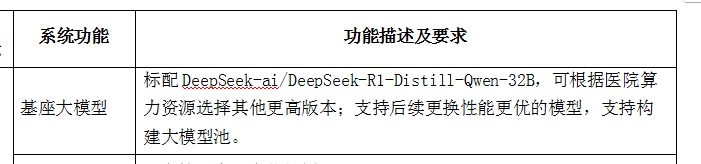 系统功能
功能描述及要求
基座大模型
标配DeepSeek-ai/DeepSeek-R1-Distill-Qwen-32B，可根据医院算
力资源选择其他更高版本；支持后续更换性能更优的模型，支持构
建大模型池。